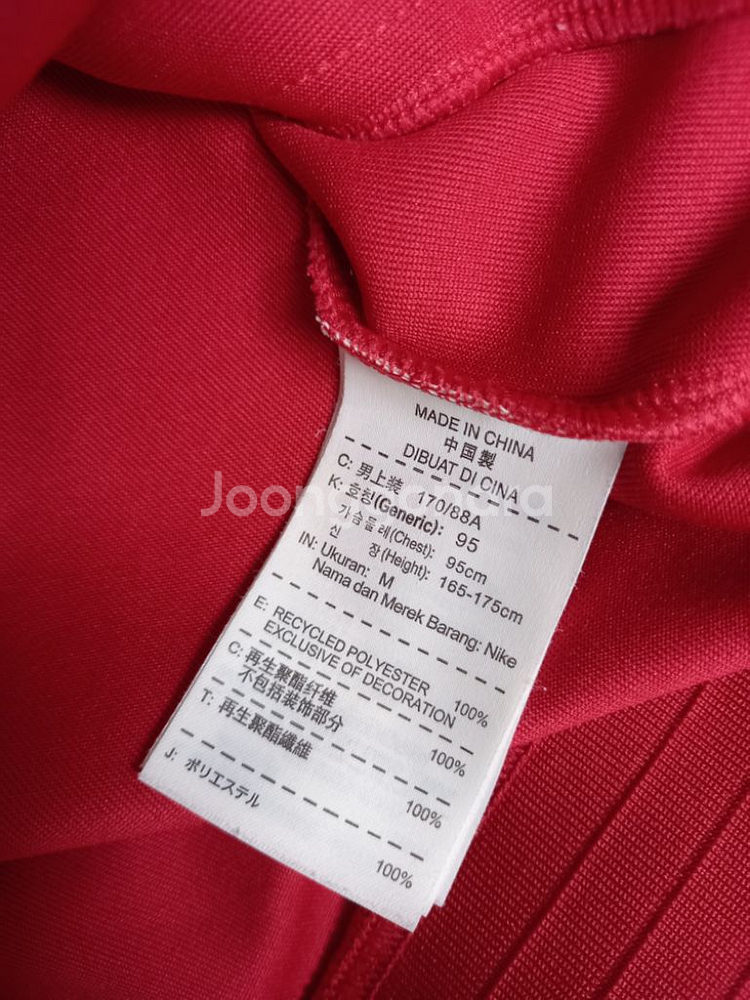 MADE IN CHINA
中国製
DIBUAT DI CINA
C: 男上装 170/88A
K: 호칭(Generic): 95
가슴둘레(Chest): 95cm
신 장(Height): 165-175cm
IN: Ukuran: M
Nama dan Merek Barang: Nike
E: RECYCLED POLYESTER 100%
EXCLUSIVE OF DECORATION
C: 再生聚酯纤维 100%
不包括装饰部分
T: 再生聚酯纖維 100%
J: ポリエステル 100%